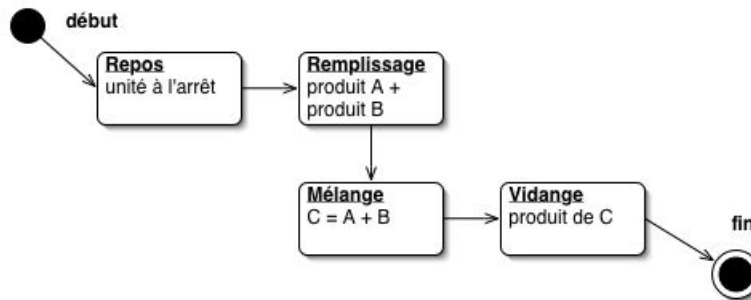 début
Repos
unité à l'arrêt
Remplissage
produit A +
produit B
Mélange
C = A + B
Vidange
produit de C
fin